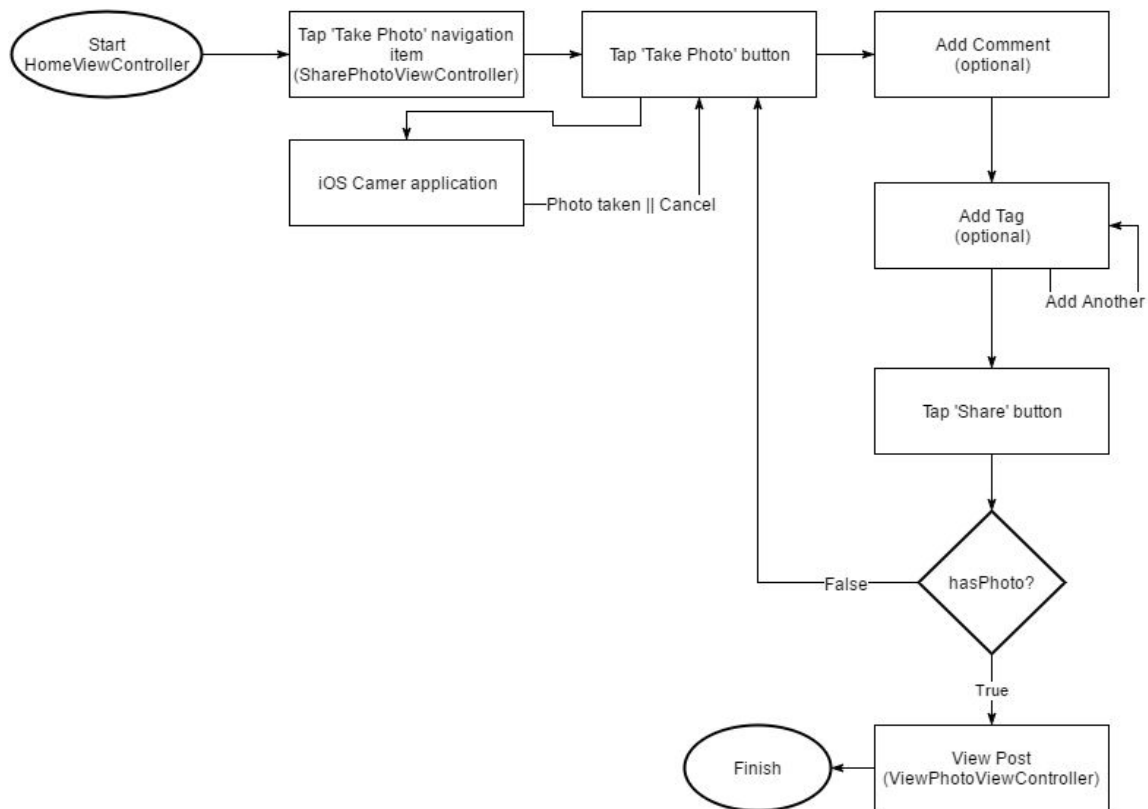 Start
HomeViewController
Tap 'Take Photo' navigation
item
(SharePhotoViewController)
Tap 'Take Photo' button
Add Comment
(optional)
iOS Camer application
Photo taken || Cancel
Add Tag
(optional)
Add Another
Tap 'Share' button
hasPhoto?
False
True
View Post
(ViewPhotoViewController)
Finish